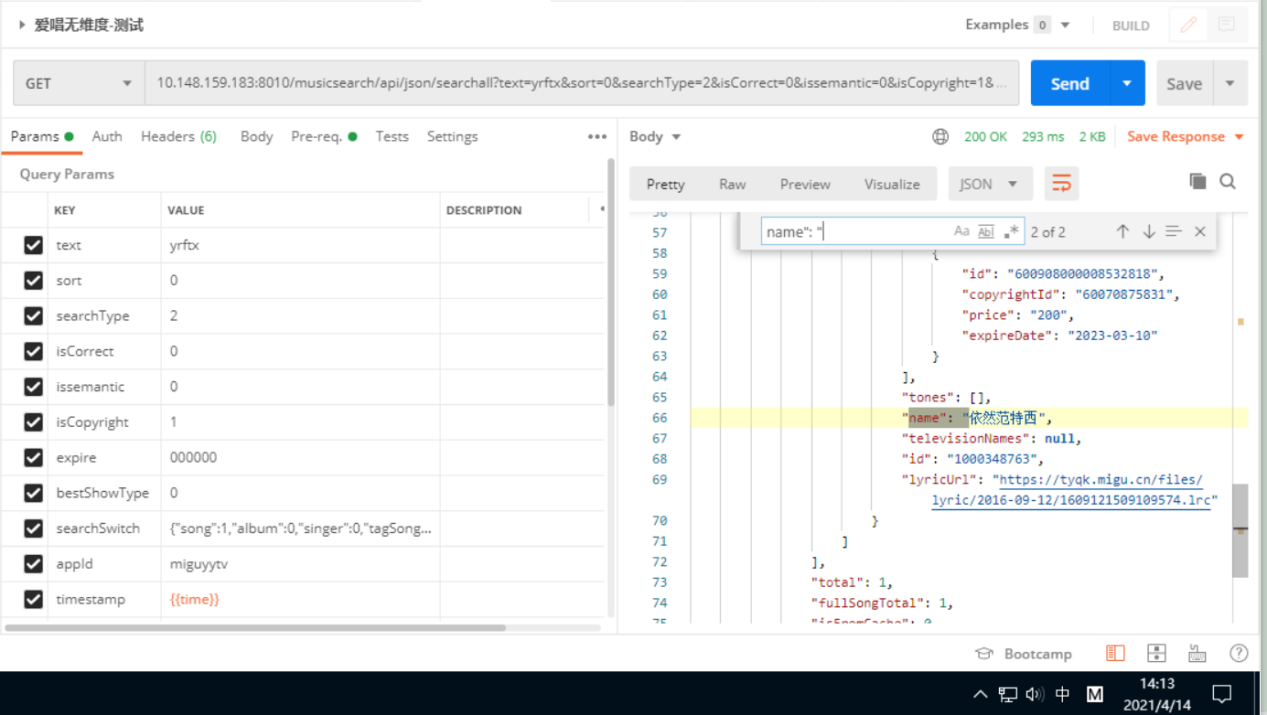 爱唱无维度-测试
Examples 0
BUILD
GET
10.148.159.183:8010/musicsearch/api/json/searchall?text=yrftx&sort=0&searchType=2&isCorrect=0&issemantic=0&isCopyright=1& ...
Send
Save
Params
Auth
Headers (6)
Body
Pre-req.
Tests
Settings
Query Params
KEY VALUE DESCRIPTION
text yrftx
sort 0
searchType 2
isCorrect 0
issemantic 0
isCopyright 1
expire 000000
bestShowType 0
searchSwitch {"song":1,"album":0,"singer":0,"tagSong...
appId miguyytv
timestamp {{time}}
Body
200 OK 293 ms 2 KB Save Response
Pretty Raw Preview Visualize JSON
name": "
Aa Abl .* 2 of 2
56
57
58 {
59 "id": "600908000008532818",
60 "copyrightId": "60070875831",
61 "price": "200",
62 "expireDate": "2023-03-10"
63 }
64 ],
65 "tones": [],
66 "name": "依然范特西",
67 "televisionNames": null,
68 "id": "1000348763",
69 "lyricUrl": "https://tyqk.migu.cn/files/
lyric/2016-09-12/1609121509109574.lrc"
70 }
71 ]
72 ],
73 "total": 1,
74 "fullSongTotal": 1,
75 "isFromCache": 0
Bootcamp
中 M
14:13
2021/4/14